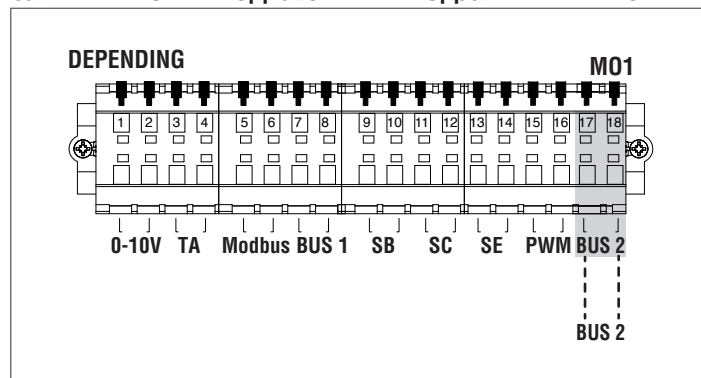 DEPENDING
M01
1 2 3 4 5 6 7 8 9 10 11 12 13 14 15 16 17 18
0-10V TA Modbus BUS 1 SB SC SE PWM BUS 2
BUS 2